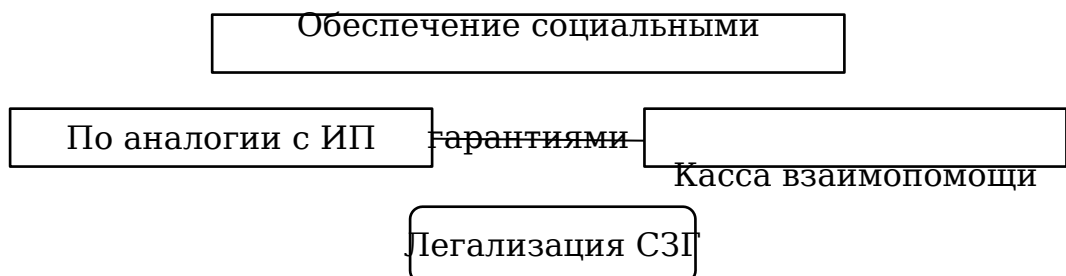 Обеспечение социальными
По аналогии с ИП
гарантиями
Касса взаимопомощи
Легализация СЗГ